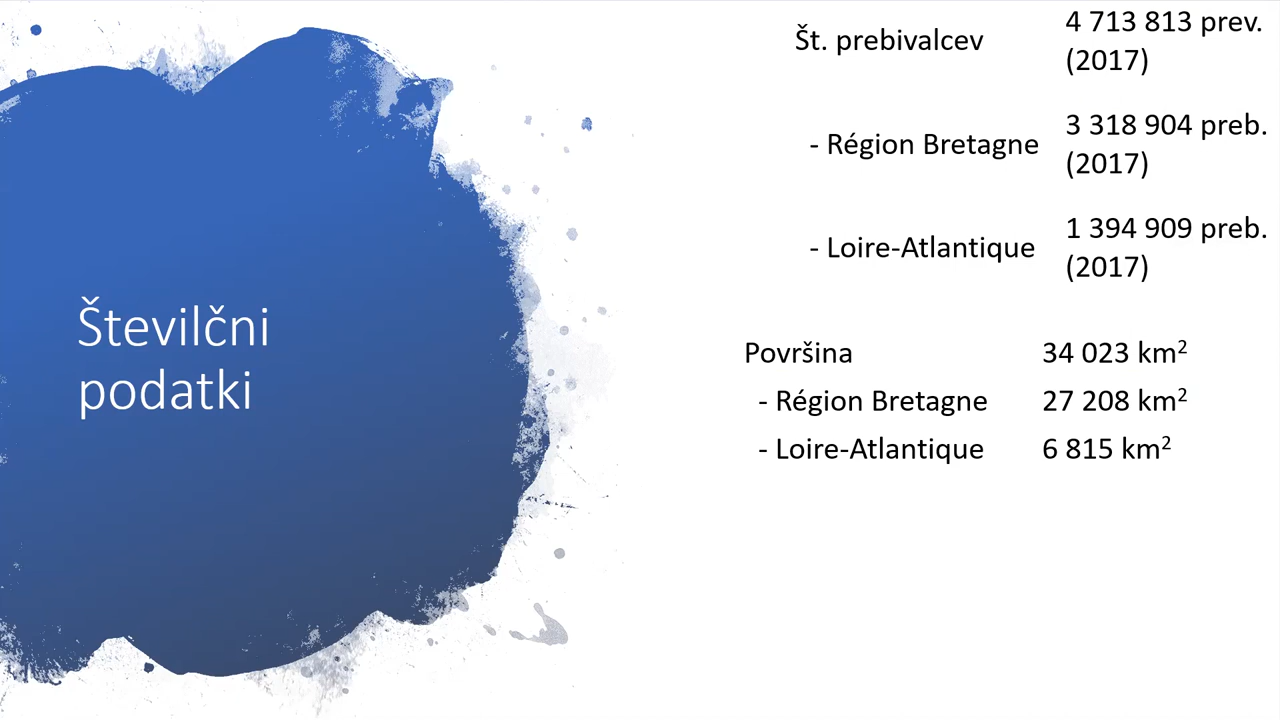 Številčni
podatki
Št. prebivalcev
4 713 813 prev.
(2017)
- Région Bretagne
3 318 904 preb.
(2017)
- Loire-Atlantique
1 394 909 preb.
(2017)
Površina 34 023 km²
- Région Bretagne 27 208 km²
- Loire-Atlantique 6 815 km²